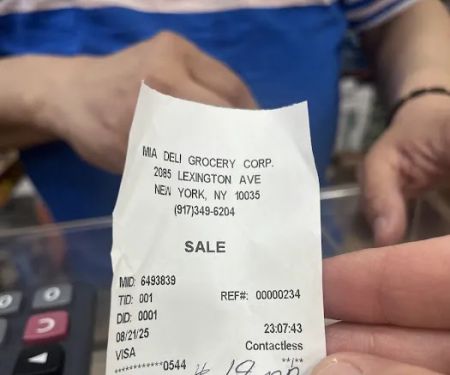 MIA DELI GROCERY CORP.
2085 LEXINGTON AVE
NEW YORK, NY 10035
(917)349-6204
SALE
MID: 6493839
TID: 001 REF#: 00000234
DID: 0001
08/21/25 23:07:43
VISA Contactless
************0544 **/**
0
C